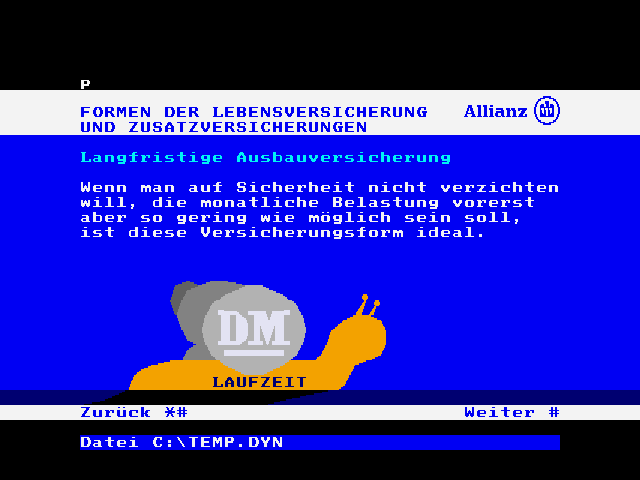 P
FORMEN DER LEBENSVERSICHERUNG
UND ZUSATZVERSICHERUNGEN
Allianz
Langfristige Ausbauversicherung
Wenn man auf Sicherheit nicht verzichten
will, die monatliche Belastung vorerst
aber so gering wie möglich sein soll,
ist diese Versicherungsform ideal.
DM
LAUFZEIT
Zurück *#
Weiter #
Datei C:\TEMP.DYN